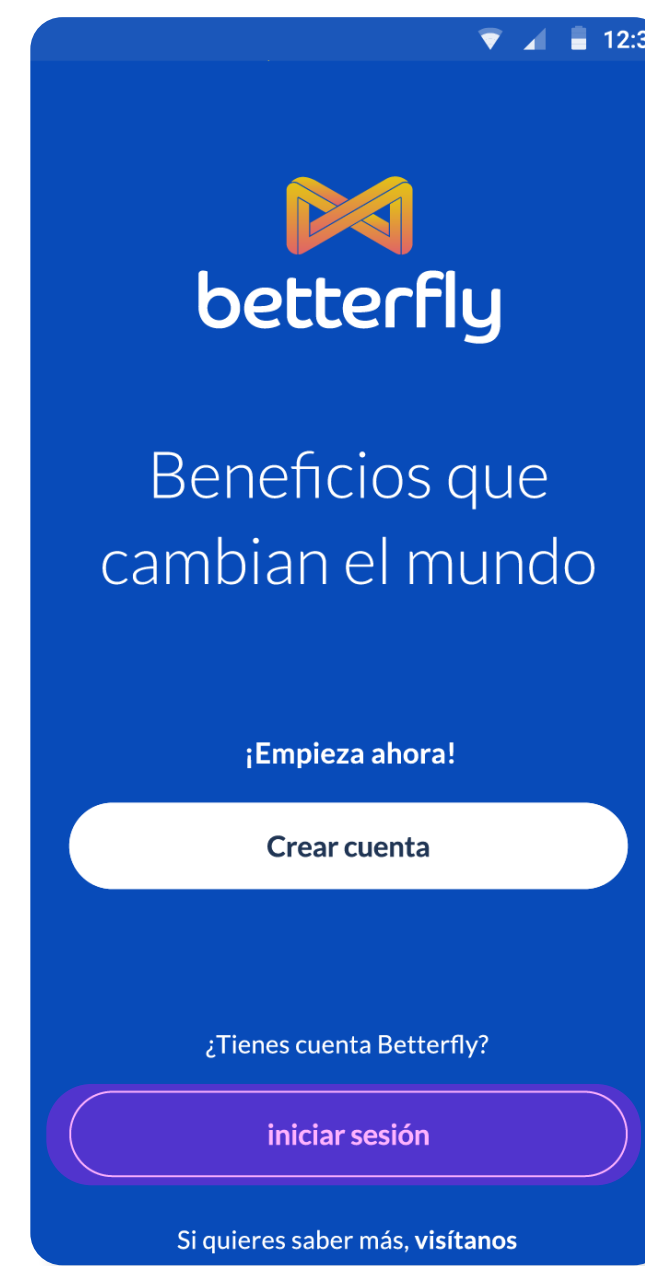 12:3
betterfly
Beneficios que
cambian el mundo
¡Empieza ahora!
Crear cuenta
¿Tienes cuenta Betterfly?
iniciar sesión
Si quieres saber más, visítanos